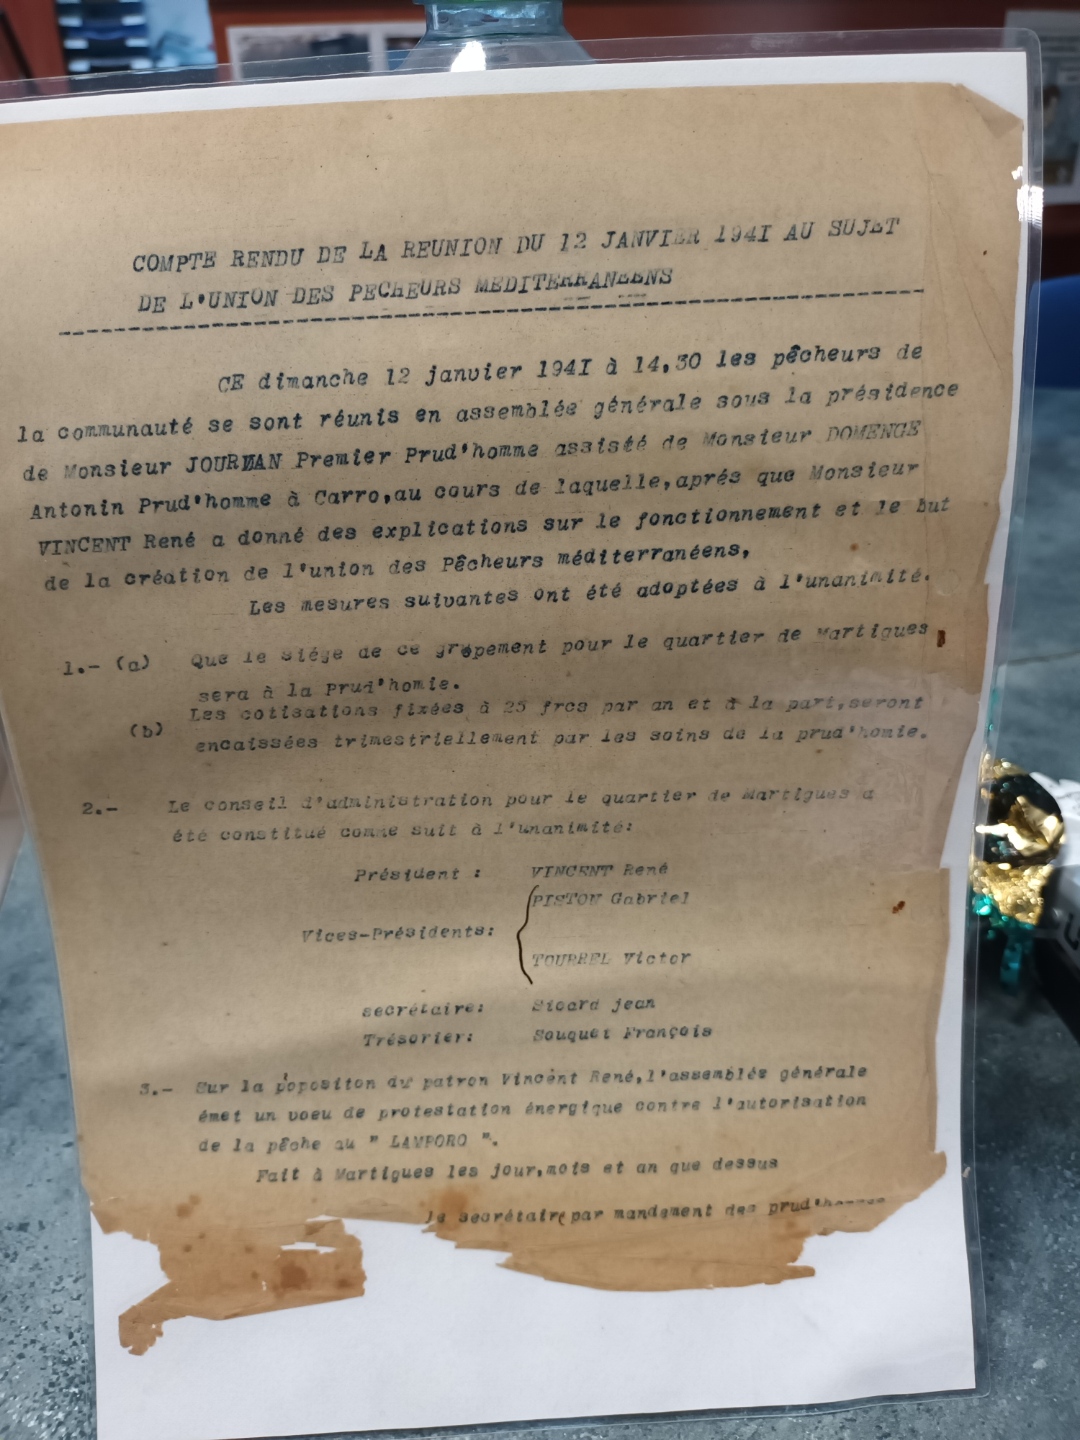 COMPTE RENDU DE LA REUNION DU 12 JANVIER 194I AU SUJET
DE L'UNION DES PECHEURS MEDITERRANEENS
CE dimanche 12 janvier 194I à 14,30 les pêcheurs de
la communauté se sont réunis en assemblée générale sous la présidence
de Monsieur JOURDAN Premier Prud'homme assisté de Monsieur DOMENGE
Antonin Prud'homme à Carro,au cours de laquelle,aprés que Monsieur
VINCENT René a donné des explications sur le fonctionnement et le but
de la création de l'union des Pêcheurs méditerranéens,
Les mesures suivantes ont été adoptées à l'unanimité.
1.- (a) Que le Siége de ce grupement pour le quartier de Martigues
sera à la Prud'homie.
(b) Les cotisations fixées à 25 frcs par an et à la part,seront
encaissées trimestriellement par les soins de la prud'homie.
2.- Le conseil d'administration pour le quartier de Martigues a
été constitué comme suit à l'unanimité:
Président : VINCENT René
PISTON Gabriel
Vices-Présidents:
TOURREL Victor
secrétaire: Sicard jean
Trésorier: Souquet François
3.- Sur la poposition du patron Vincent René,l'assemblée générale
émet un voeu de protestation énergique contre l'autorisation
de la pêche au " LAMPORO ".
Fait à Martigues les jour,mois et an que dessus
le secrétaire par mandement des prud'hommes